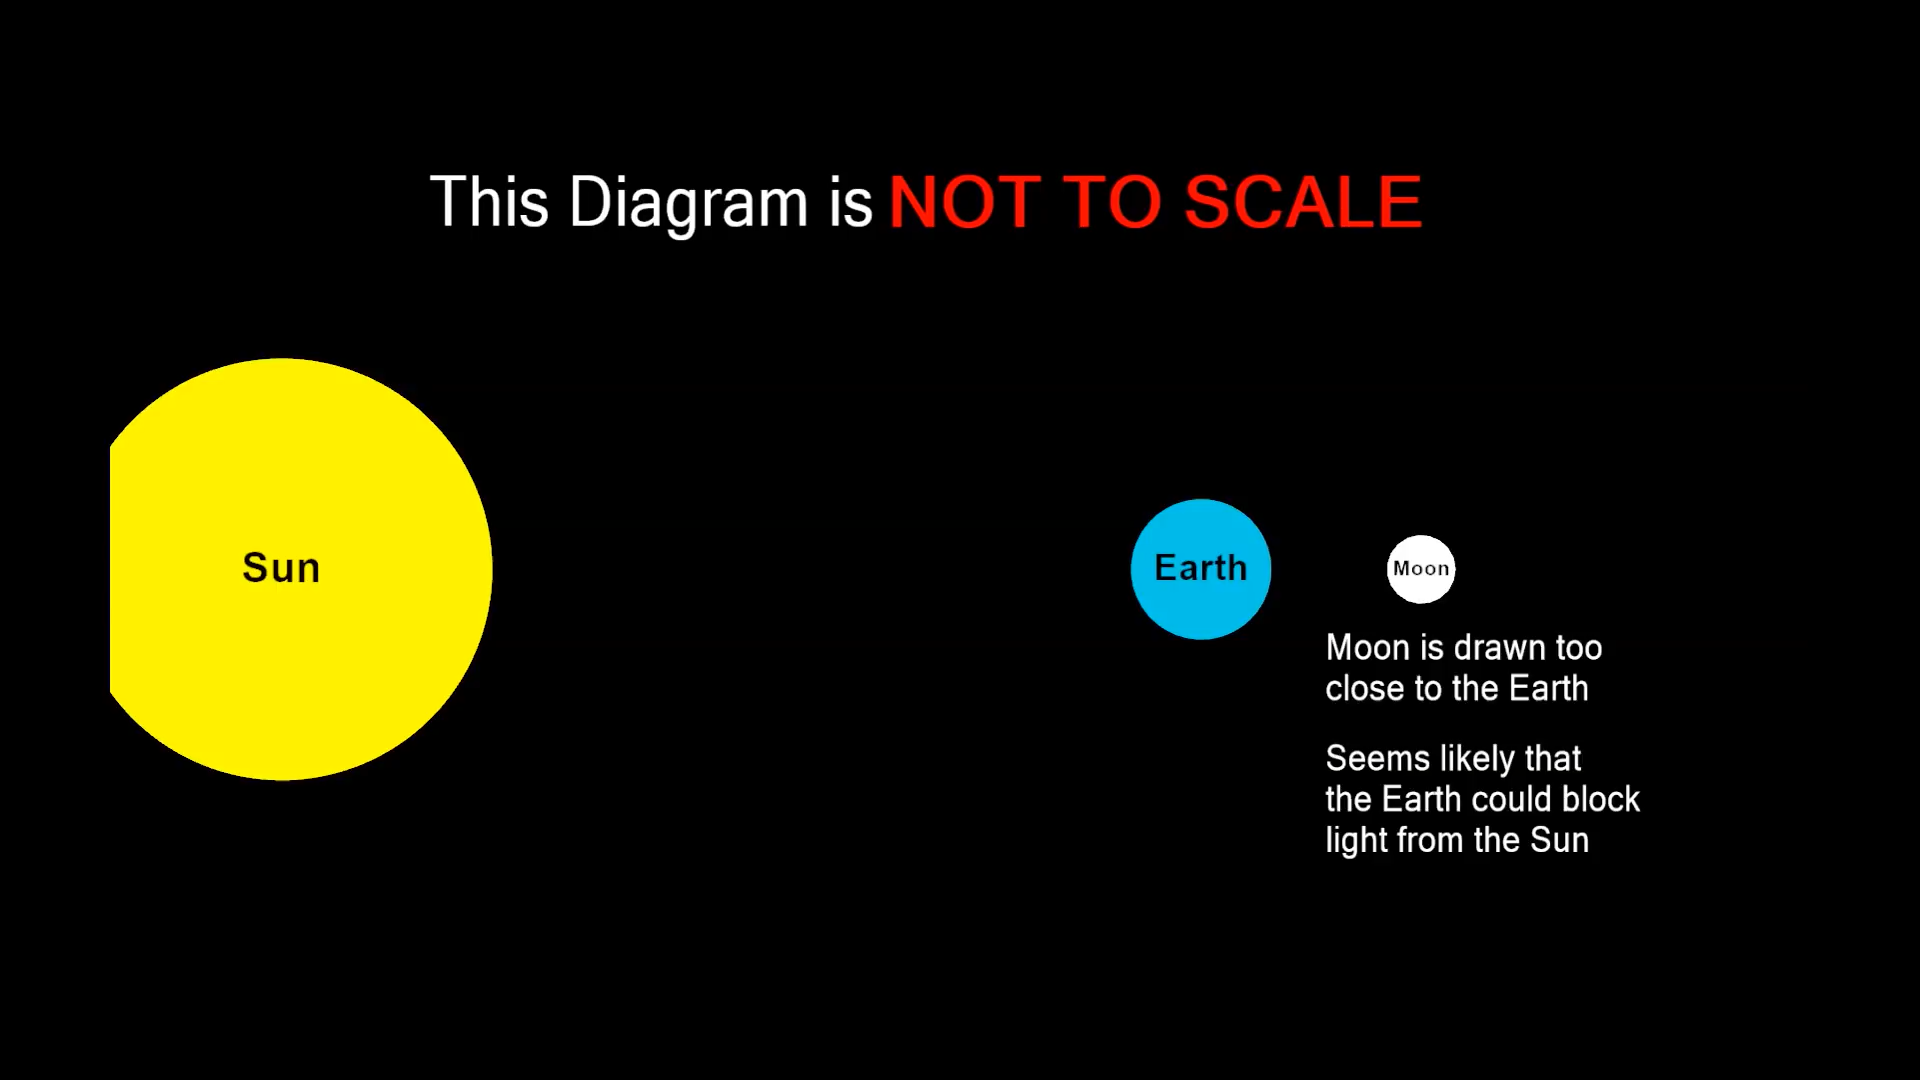 This Diagram is NOT TO SCALE
Sun
Earth
Moon
Moon is drawn too
close to the Earth
Seems likely that
the Earth could block
light from the Sun